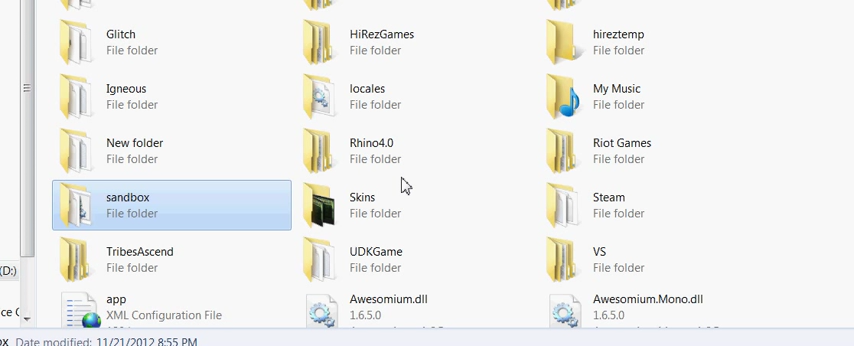 Glitch
File folder
HiRezGames
File folder
hireztemp
File folder
Igneous
File folder
locales
File folder
My Music
File folder
New folder
File folder
Rhino4.0
File folder
Riot Games
File folder
sandbox
File folder
Skins
File folder
Steam
File folder
TribesAscend
File folder
UDKGame
File folder
VS
File folder
(D:)
app
XML Configuration File
Awesomium.dll
1.6.5.0
Awesomium.Mono.dll
1.6.5.0
Date modified: 11/21/2012 8:55 PM